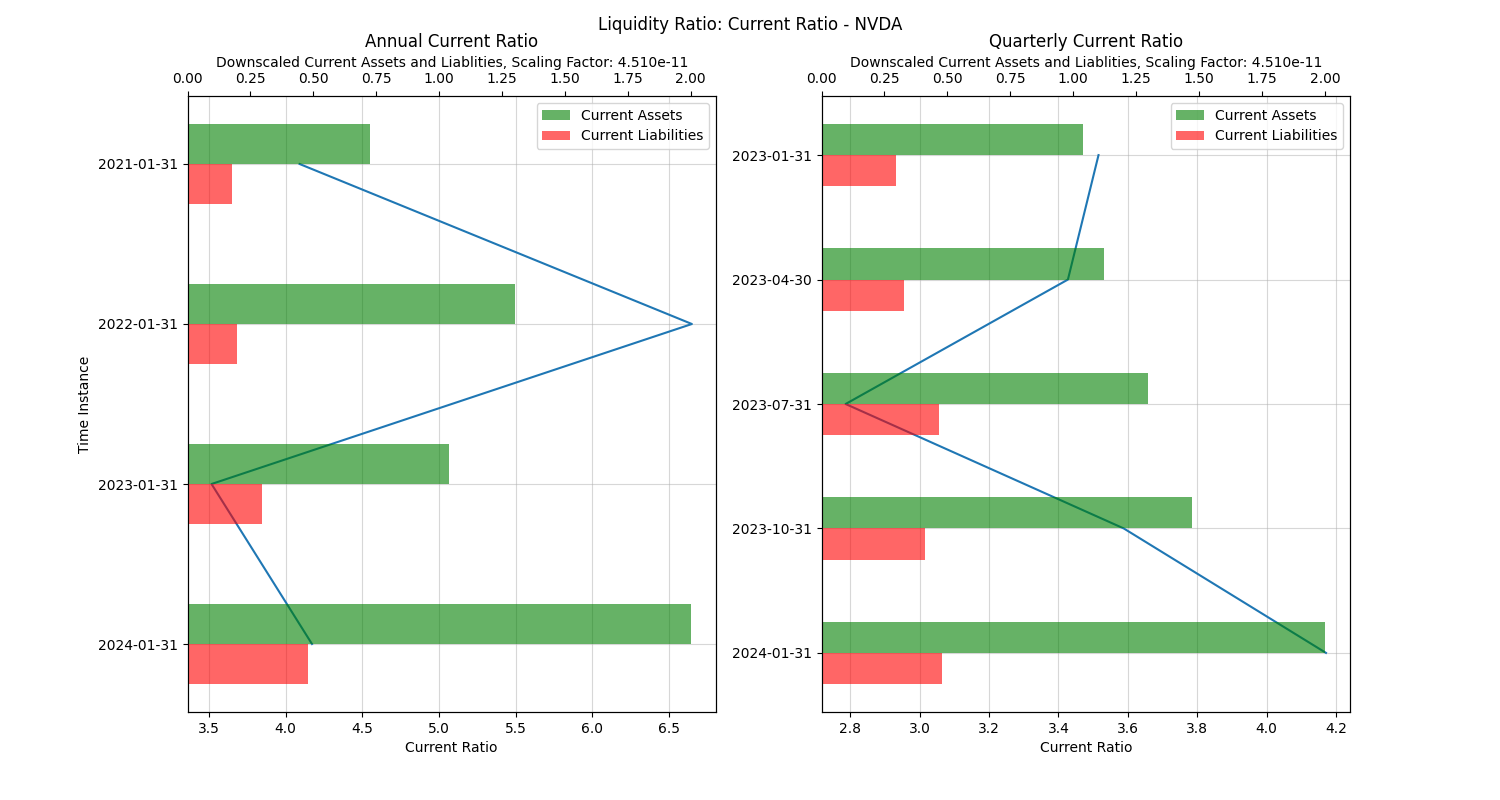 Liquidity Ratio: Current Ratio - NVDA
Annual Current Ratio
Downscaled Current Assets and Liablities, Scaling Factor: 4.510e-11
0.00 0.25 0.50 0.75 1.00 1.25 1.50 1.75 2.00
Current Assets
Current Liabilities
2021-01-31
2022-01-31
2023-01-31
2024-01-31
Time Instance
3.5 4.0 4.5 5.0 5.5 6.0 6.5
Current Ratio
Quarterly Current Ratio
Downscaled Current Assets and Liablities, Scaling Factor: 4.510e-11
0.00 0.25 0.50 0.75 1.00 1.25 1.50 1.75 2.00
Current Assets
Current Liabilities
2023-01-31
2023-04-30
2023-07-31
2023-10-31
2024-01-31
2.8 3.0 3.2 3.4 3.6 3.8 4.0 4.2
Current Ratio